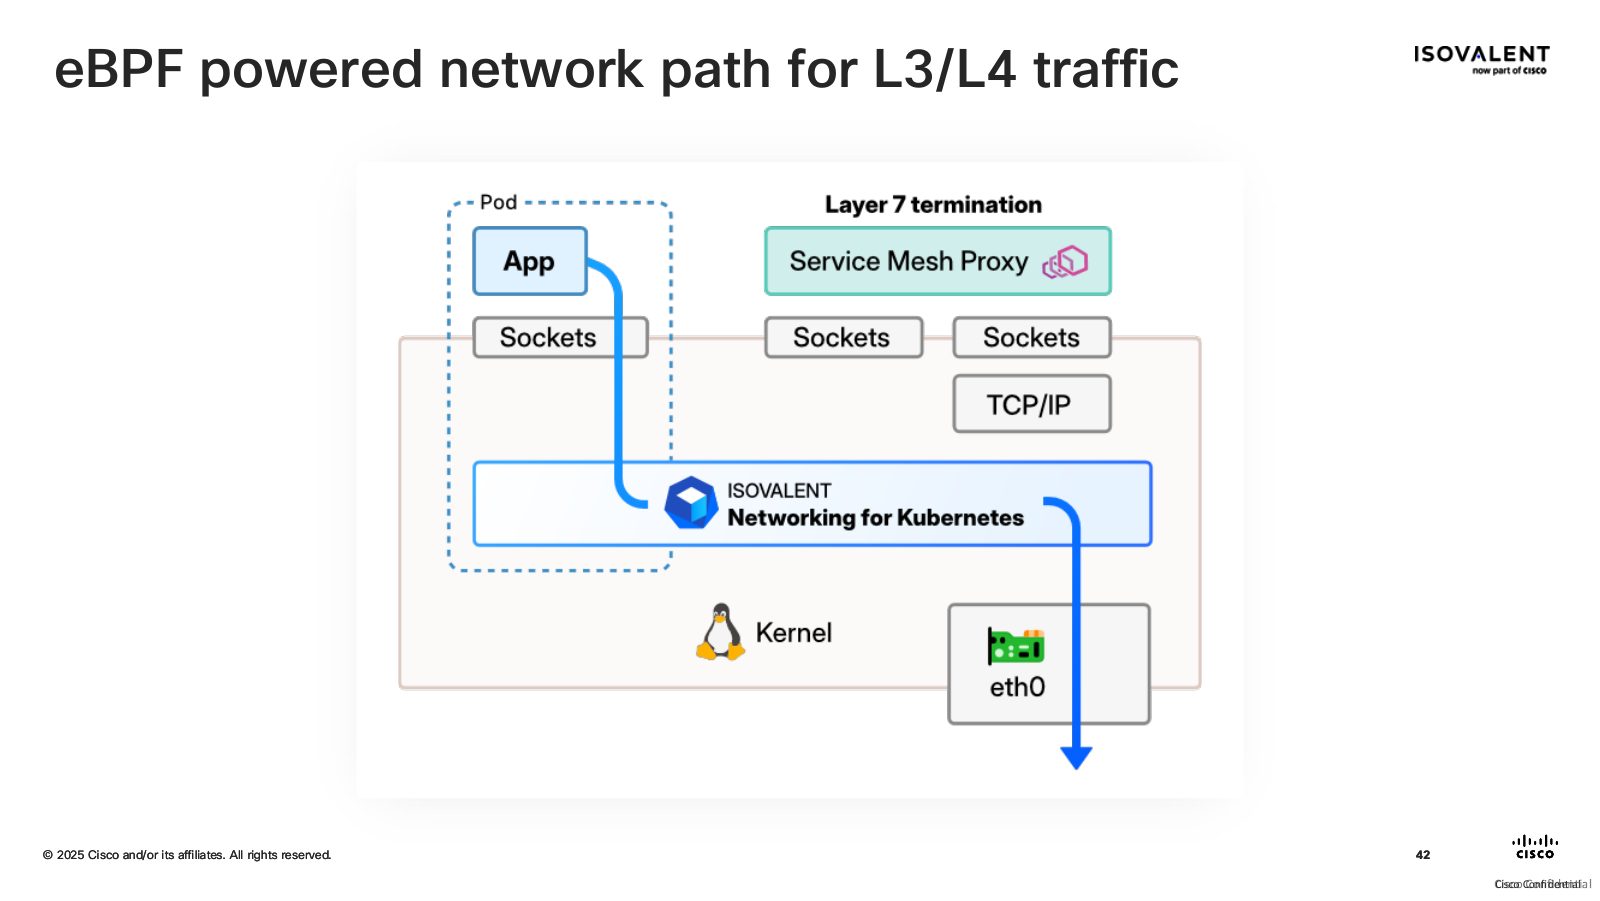 eBPF powered network path for L3/L4 traffic
ISOVALENT
now part of CISCO
Pod
Layer 7 termination
App
Service Mesh Proxy
Sockets
Sockets
Sockets
TCP/IP
ISOVALENT
Networking for Kubernetes
Kernel
eth0
© 2025 Cisco and/or its affiliates. All rights reserved.
42
CISCO
Cisco Confidential